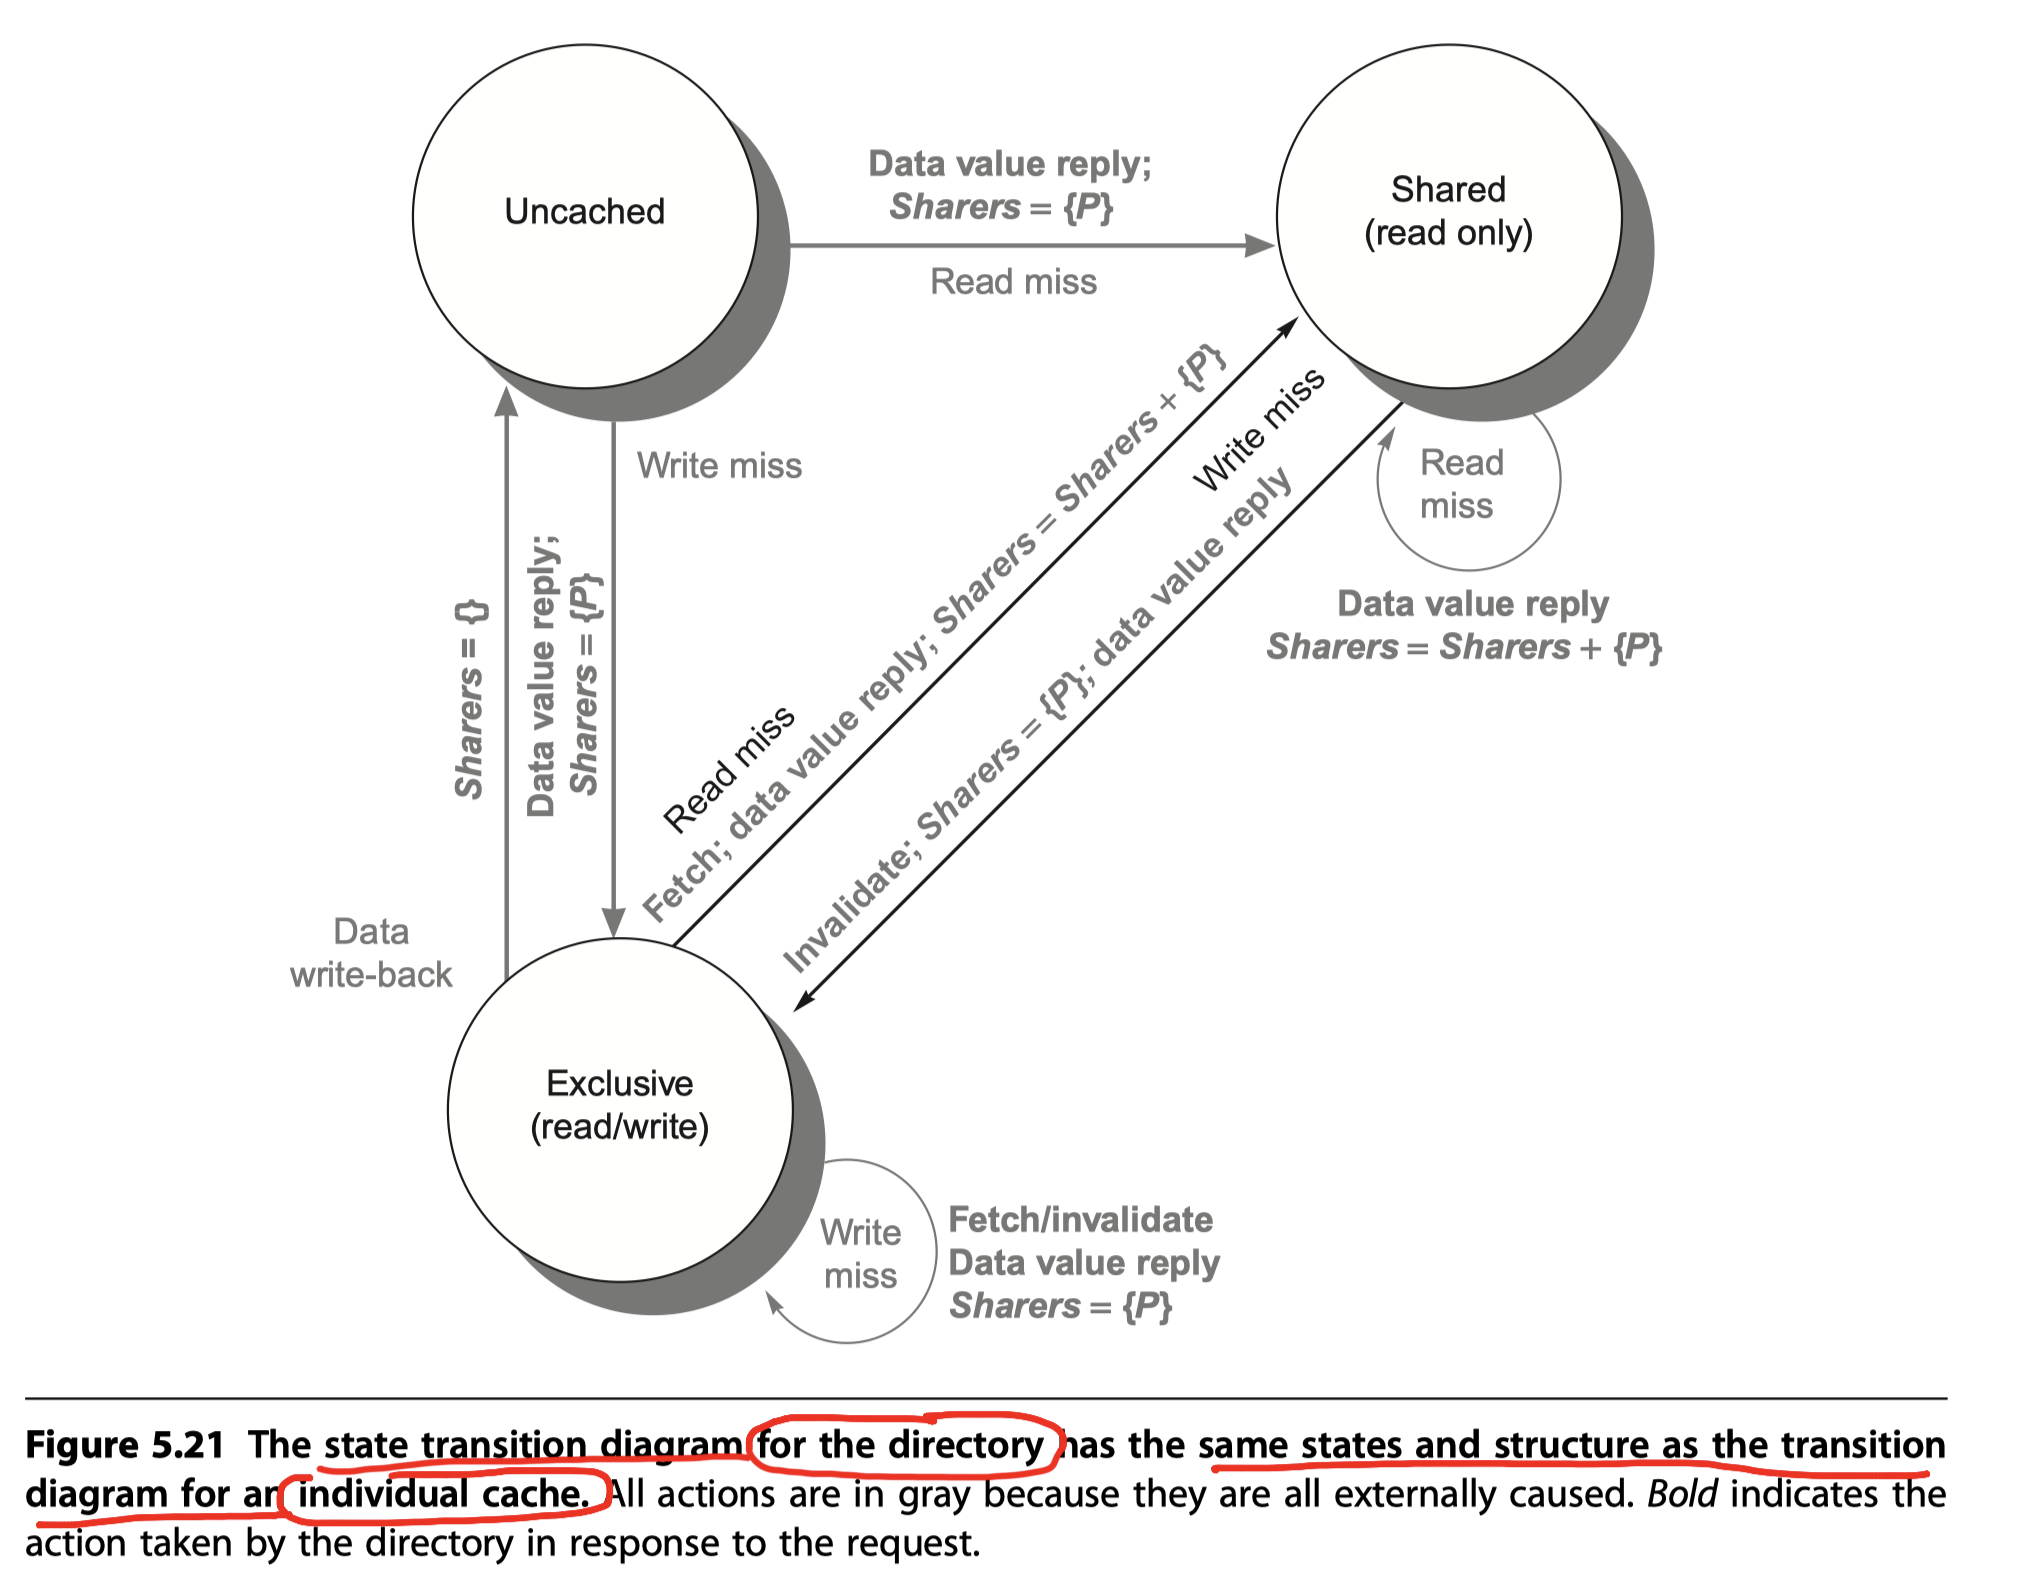 Uncached
Data value reply;
Sharers = {P}
Read miss
Shared
(read only)
Write miss
Data value reply;
Sharers = {P}
Sharers = {}
Data
write-back
Read miss
Fetch; data value reply; Sharers = Sharers + {P}
Write miss
Invalidate; Sharers = {P}; data value reply
Read
miss
Data value reply
Sharers = Sharers + {P}
Exclusive
(read/write)
Write
miss
Fetch/invalidate
Data value reply
Sharers = {P}
Figure 5.21 The state transition diagram for the directory has the same states and structure as the transition
diagram for an individual cache. All actions are in gray because they are all externally caused. Bold indicates the
action taken by the directory in response to the request.